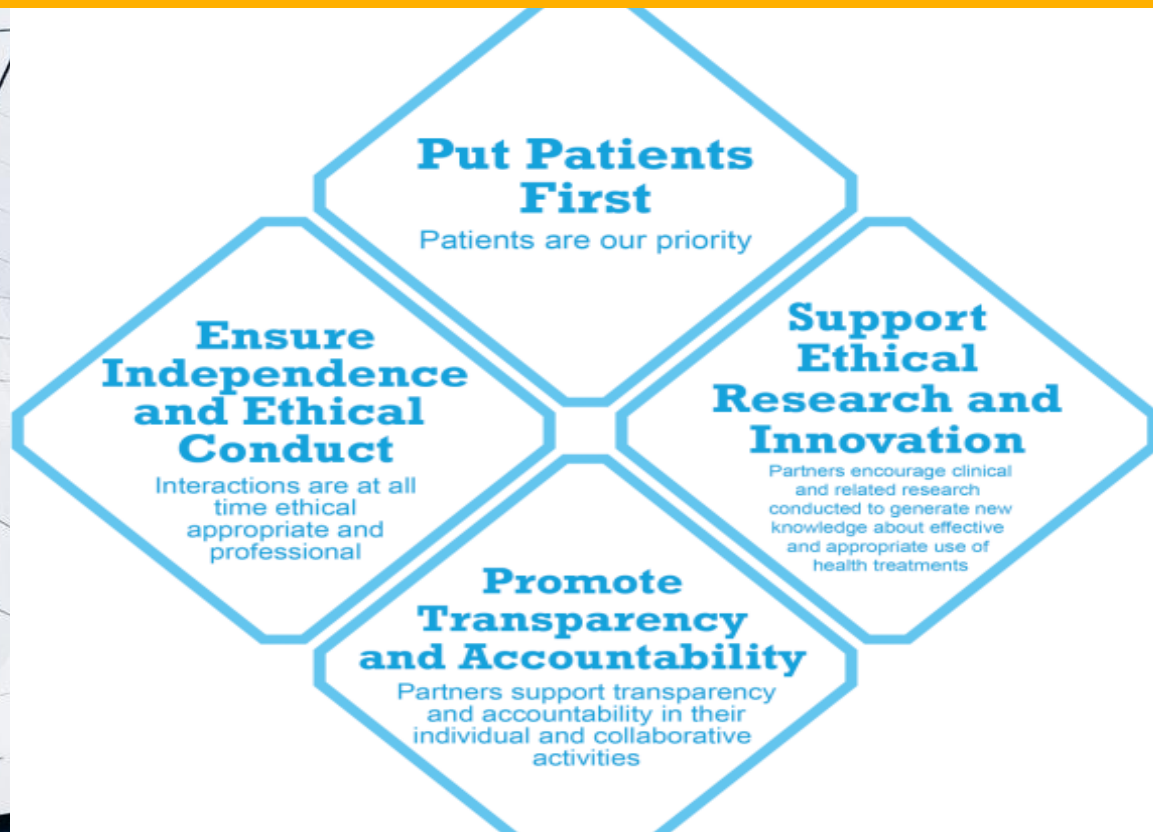 Put Patients
First
Patients are our priority
Ensure
Independence
and Ethical
Conduct
Interactions are at all
time ethical
appropriate and
professional
Support
Ethical
Research and
Innovation
Partners encourage clinical
and related research
conducted to generate new
knowledge about effective
and appropriate use of
health treatments
Promote
Transparency
and Accountability
Partners support transparency
and accountability in their
individual and collaborative
activities